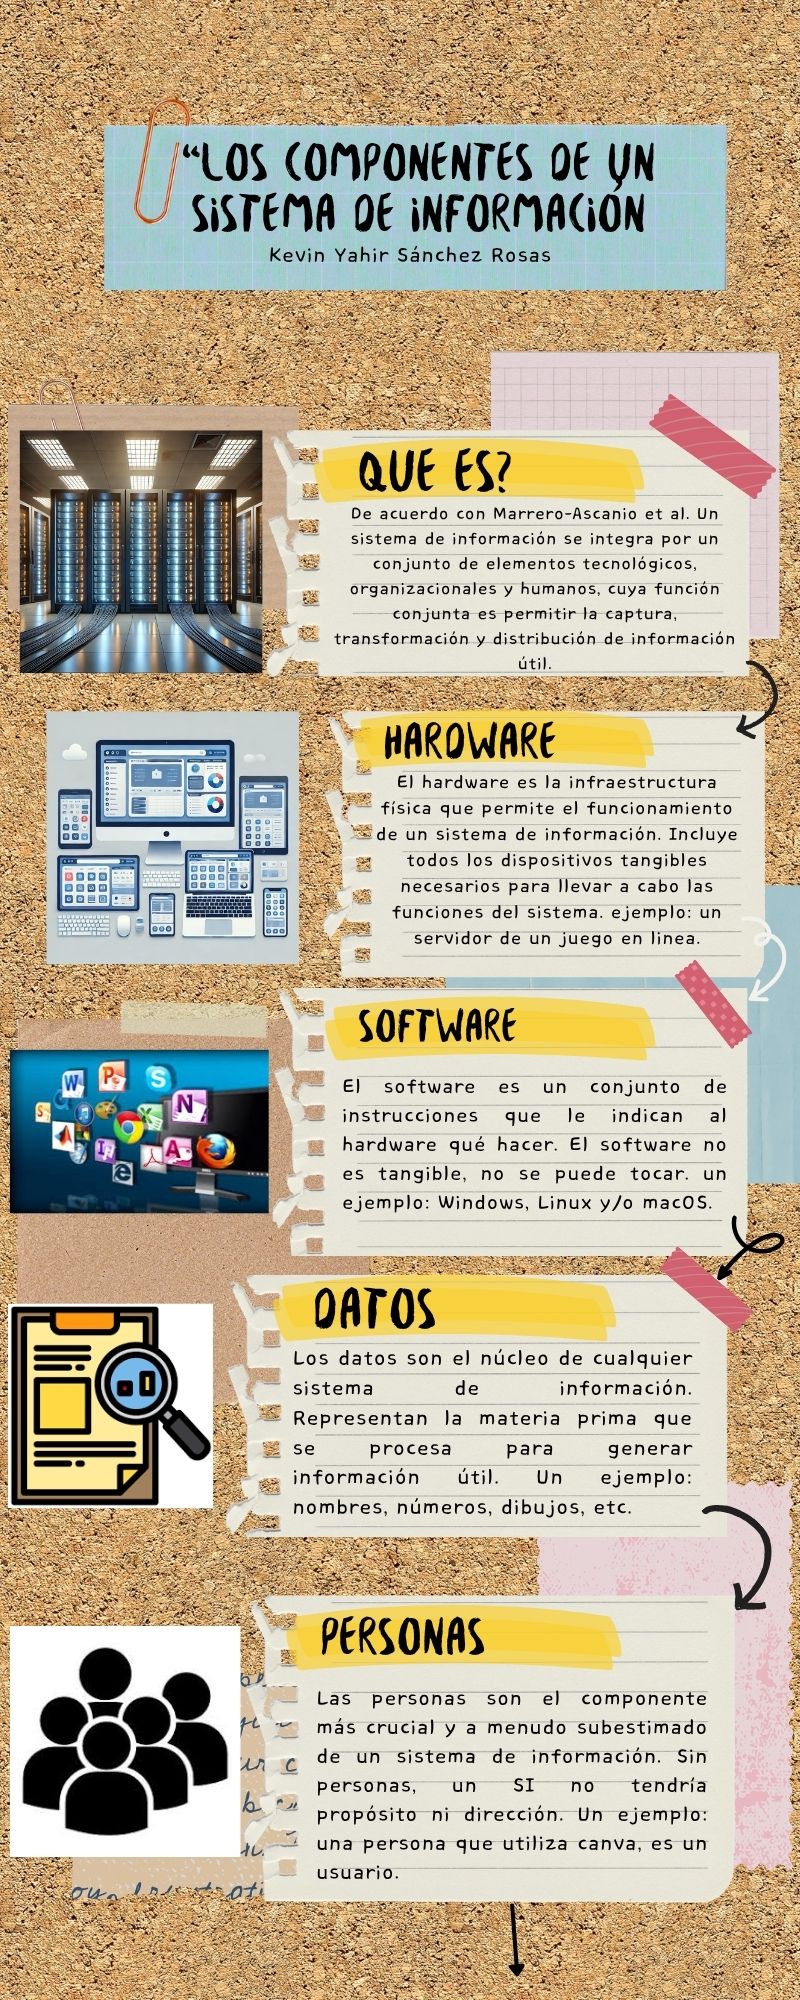 “LOS COMPONENTES DE UN
SISTEMA DE INFORMACIÓN
Kevin Yahir Sánchez Rosas
QUE ES?
De acuerdo con Marrero-Ascanio et al. Un
sistema de información se integra por un
conjunto de elementos tecnológicos,
organizacionales y humanos, cuya función
conjunta es permitir la captura,
transformación y distribución de información
útil.
HARDWARE
El hardware es la infraestructura
física que permite el funcionamiento
de un sistema de información. Incluye
todos los dispositivos tangibles
necesarios para llevar a cabo las
funciones del sistema. ejemplo: un
servidor de un juego en linea.
SOFTWARE
El software es un conjunto de
instrucciones que le indican al
hardware qué hacer. El software no
es tangible, no se puede tocar. un
ejemplo: Windows, Linux y/o macOS.
DATOS
Los datos son el núcleo de cualquier
sistema de información.
Representan la materia prima que
se procesa para generar
información útil. Un ejemplo:
nombres, números, dibujos, etc.
PERSONAS
Las personas son el componente
más crucial y a menudo subestimado
de un sistema de información. Sin
personas, un SI no tendría
propósito ni dirección. Un ejemplo:
una persona que utiliza canva, es un
usuario.